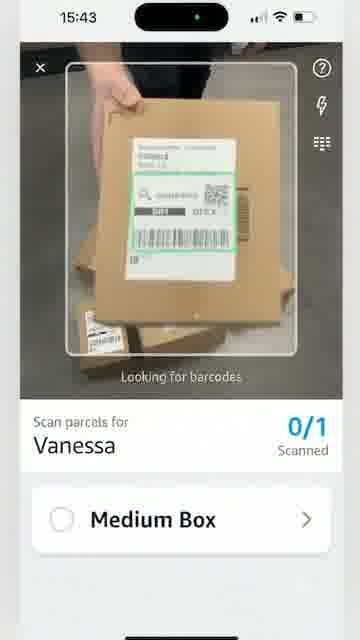 15:43
?
Looking for barcodes
Scan parcels for
Vanessa
0/1
Scanned
Medium Box